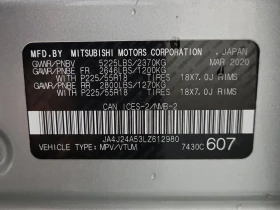 MFD.BY MITSUBISHI MOTORS CORPORATION, JAPAN
GVWR/PNBV 5225LBS/2370KG MAR 2020
GAWR/PNBE FR 2646LBS/1200KG
WITH P225/55R18 TIRES 18X7.0J RIMS
GAWR/PNBE RR 2800LBS/1270KG
WITH P225/55R18 TIRES 18X7.0J RIMS
CAN ICES-2/NMB-2
JA4J24A53LZ612980
VEHICLE TYPE: MPV/VTUM 7430C 607